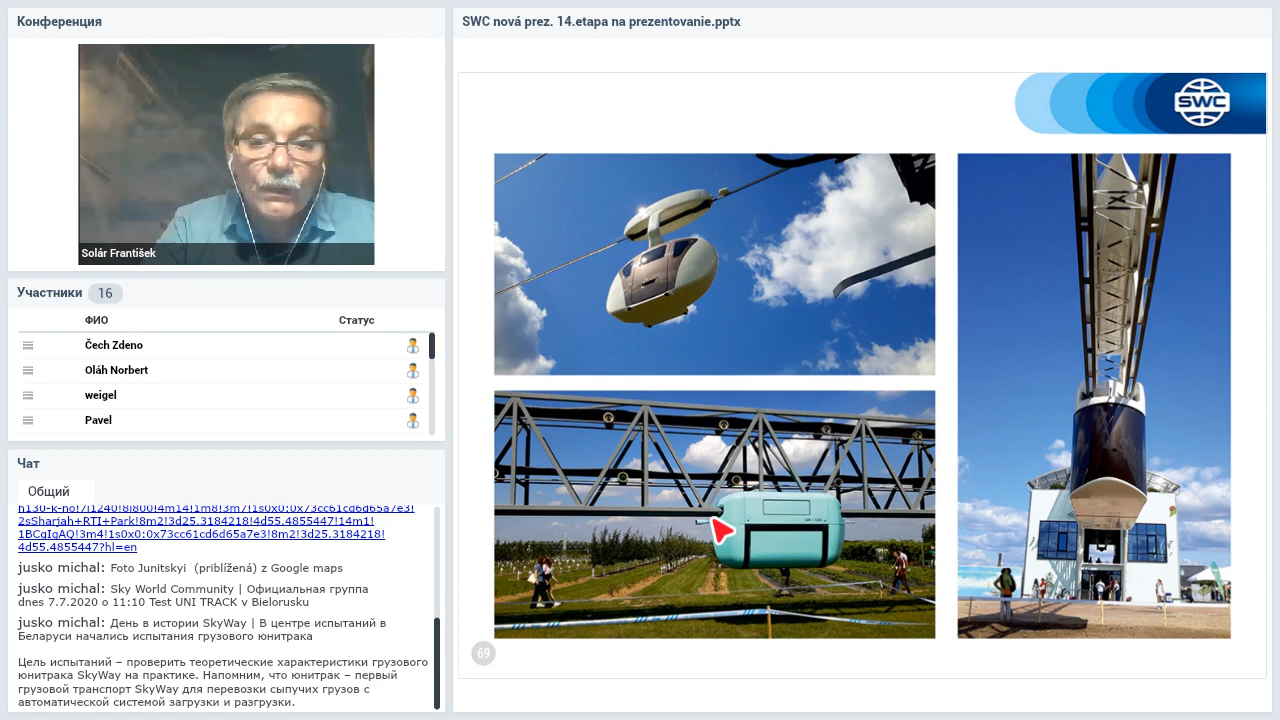 Конференция
Solár František
Участники 16
ФИО Статус
Čech Zdeno
Oláh Norbert
weigel
Pavel
Чат
Общий
2sSharjah+RTI+Park!8m2!3d25.3184218!4d55.4855447!14m1!
1BCgIgAQ!3m4!1s0x0:0x73cc61cd6d65a7e3!8m2!3d25.3184218!
4d55.4855447?hl=en
jusko michal: Foto Junitskyi (priblížená) z Google maps
jusko michal: Sky World Community | Официальная группа
dnes 7.7.2020 o 11:10 Test UNI TRACK v Bielorusku
jusko michal: День в истории SkyWay | В центре испытаний в
Беларуси начались испытания грузового юнитрака
Цель испытаний – проверить теоретические характеристики грузового
юнитрака SkyWay на практике. Напомним, что юнитрак – первый
грузовой транспорт SkyWay для перевозки сыпучих грузов с
автоматической системой загрузки и разгрузки.
SWC nová prez. 14.etapa na prezentovanie.pptx
SWC
69